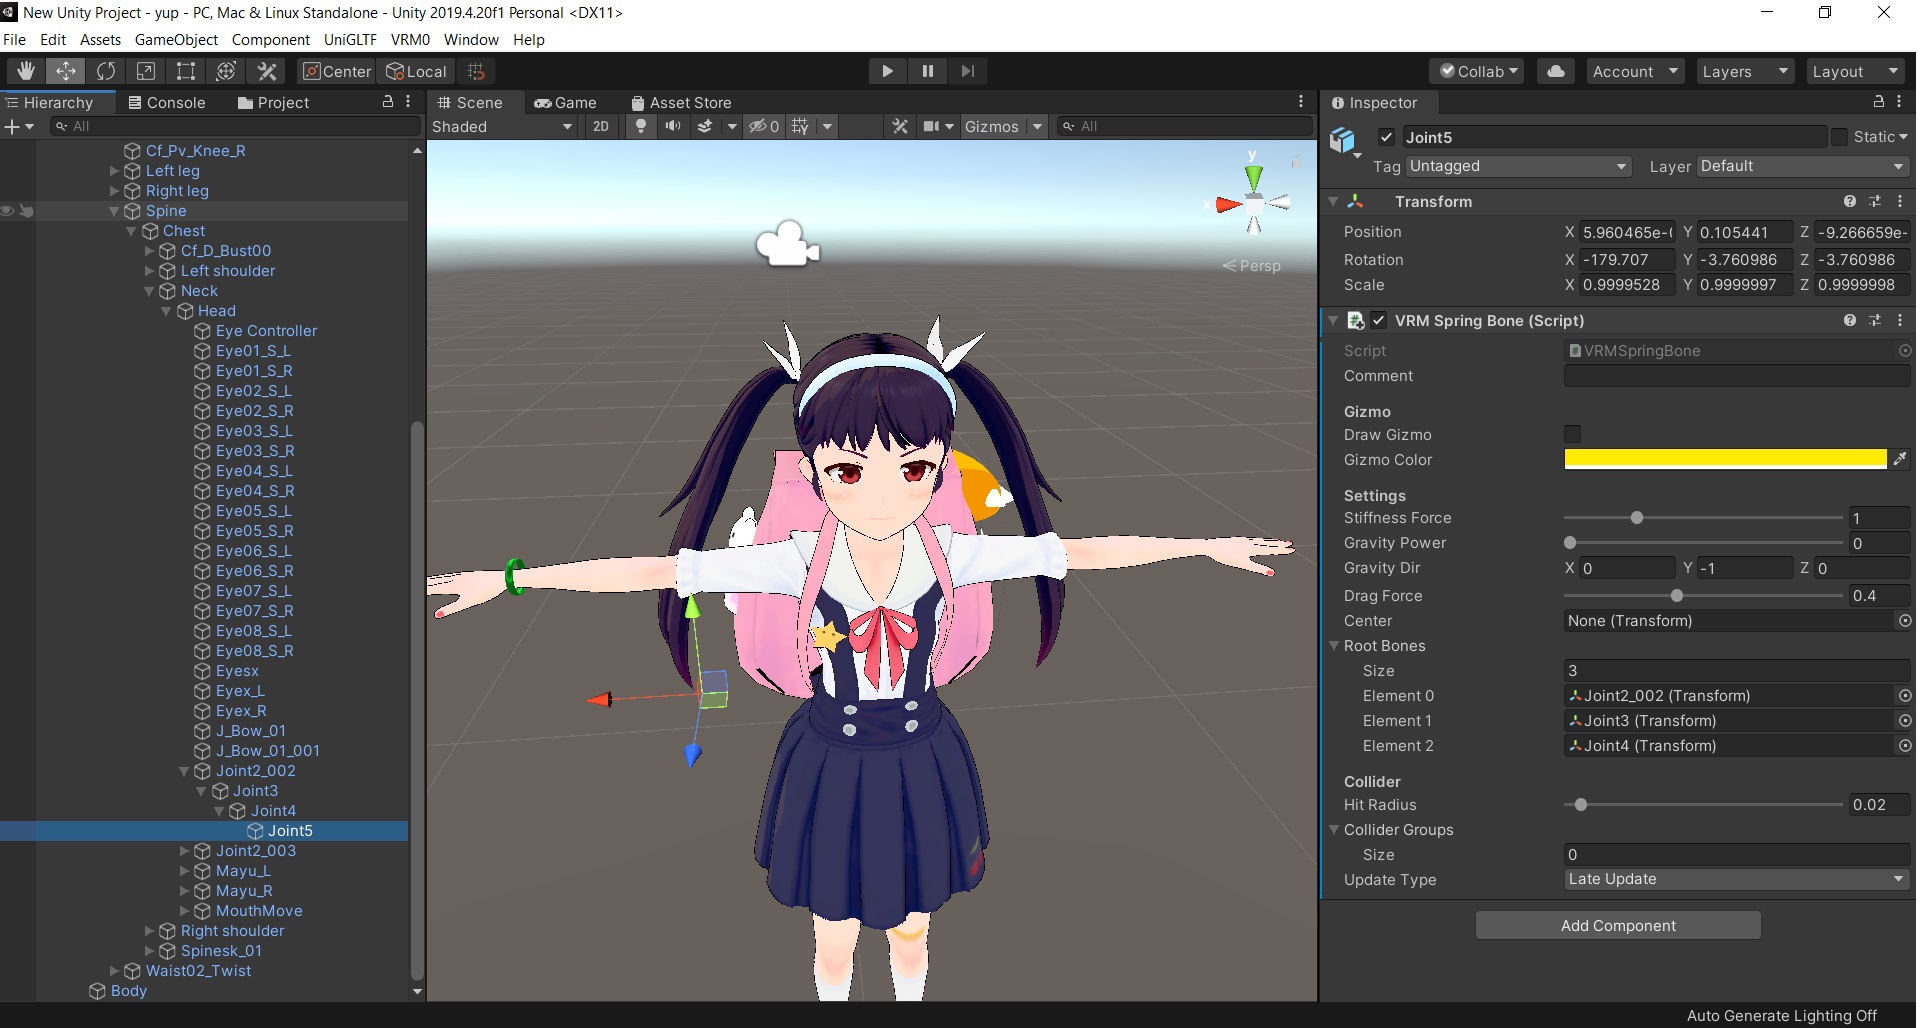 New Unity Project - yup - PC, Mac & Linux Standalone - Unity 2019.4.20f1 Personal <DX11>
File Edit Assets GameObject Component UniGLTF VRM0 Window Help
Center Local Collab Account Layers Layout
Hierarchy Console Project
All
Cf_Pv_Knee_R
Left leg
Right leg
Spine
Chest
Cf_D_Bust00
Left shoulder
Neck
Head
Eye Controller
Eye01_S_L
Eye01_S_R
Eye02_S_L
Eye02_S_R
Eye03_S_L
Eye03_S_R
Eye04_S_L
Eye04_S_R
Eye05_S_L
Eye05_S_R
Eye06_S_L
Eye06_S_R
Eye07_S_L
Eye07_S_R
Eye08_S_L
Eye08_S_R
Eyesx
Eyex_L
Eyex_R
J_Bow_01
J_Bow_01_001
Joint2_002
Joint3
Joint4
Joint5
Joint2_003
Mayu_L
Mayu_R
MouthMove
Right shoulder
Spinesk_01
Waist02_Twist
Body
Scene Game Asset Store
Shaded 2D 0 Gizmos All
y
x
Persp
Inspector
Joint5 Static
Tag Untagged Layer Default
Transform
Position X 5.960465e-( Y 0.105441 Z -9.266659e-
Rotation X -179.707 Y -3.760986 Z -3.760986
Scale X 0.9999528 Y 0.9999997 Z 0.9999998
VRM Spring Bone (Script)
Script VRMSpringBone
Comment
Gizmo
Draw Gizmo
Gizmo Color
Settings
Stiffness Force 1
Gravity Power 0
Gravity Dir X 0 Y -1 Z 0
Drag Force 0.4
Center None (Transform)
Root Bones
Size 3
Element 0 Joint2_002 (Transform)
Element 1 Joint3 (Transform)
Element 2 Joint4 (Transform)
Collider
Hit Radius 0.02
Collider Groups
Size 0
Update Type Late Update
Add Component
Auto Generate Lighting Off